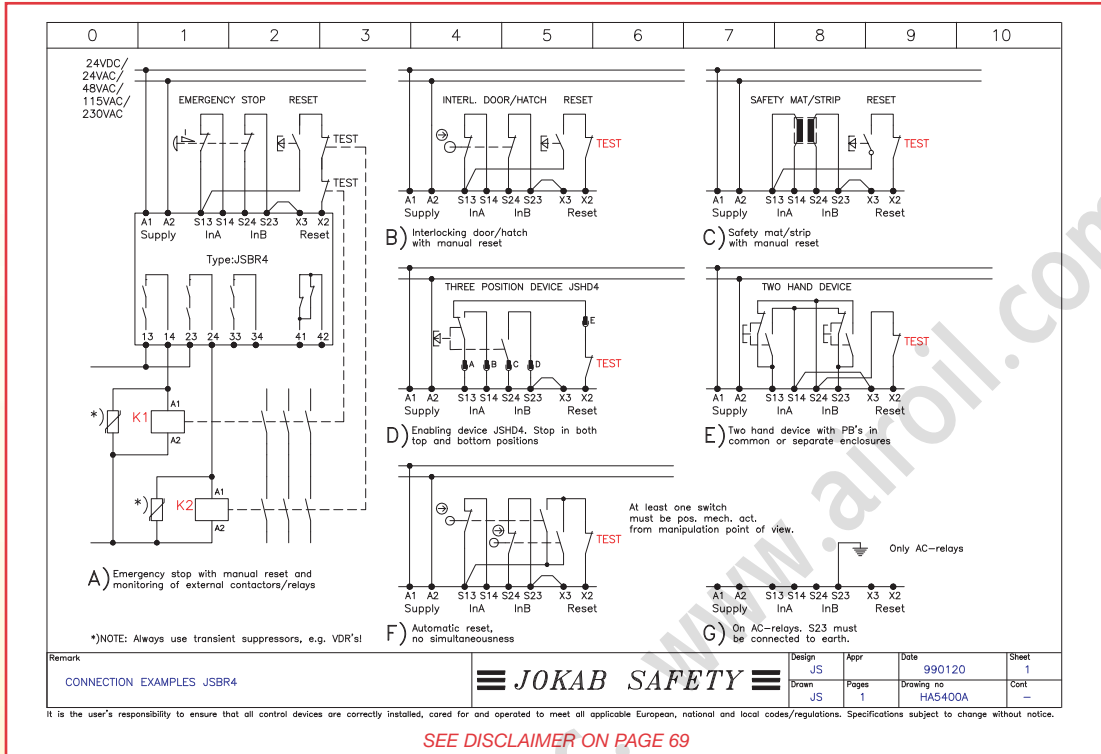 0 1 2 3 4 5 6 7 8 9 10
24VDC/
24VAC/
48VAC/
115VAC/
230VAC
EMERGENCY STOP RESET
TEST
TEST
A1 A2 S13 S14 S24 S23 X3 X2
Supply InA InB Reset
Type:JSBR4
13 14 23 24 33 34 41 42
*) K1 A1
A2
*) K2 A1
A2
A) Emergency stop with manual reset and
monitoring of external contactors/relays
*)NOTE: Always use transient suppressors, e.g. VDR's!
INTERL. DOOR/HATCH RESET
TEST
A1 A2 S13 S14 S24 S23 X3 X2
Supply InA InB Reset
B) Interlocking door/hatch
with manual reset
SAFETY MAT/STRIP RESET
TEST
A1 A2 S13 S14 S24 S23 X3 X2
Supply InA InB Reset
C) Safety mat/strip
with manual reset
THREE POSITION DEVICE JSHD4
E
TEST
A B C D
A1 A2 S13 S14 S24 S23 X3 X2
Supply InA InB Reset
D) Enabling device JSHD4. Stop in both
top and bottom positions
TWO HAND DEVICE
TEST
A1 A2 S13 S14 S24 S23 X3 X2
Supply InA InB Reset
E) Two hand device with PB's in
common or separate enclosures
TEST
A1 A2 S13 S14 S24 S23 X3 X2
Supply InA InB Reset
F) Automatic reset,
no simultaneousness
At least one switch
must be pos. mech. act.
from manipulation point of view.
Only AC-relays
A1 A2 S13 S14 S24 S23 X3 X2
Supply InA InB Reset
G) On AC-relays. S23 must
be connected to earth.
Remark
CONNECTION EXAMPLES JSBR4
JOKAB SAFETY
Design Appr Date Sheet
JS 990120 1
Drawn Pages Drawing no Cont
JS 1 HA5400A -
It is the user's responsibility to ensure that all control devices are correctly installed, cared for and operated to meet all applicable European, national and local codes/regulations. Specifications subject to change without notice.
SEE DISCLAIMER ON PAGE 69
www.airoil.com